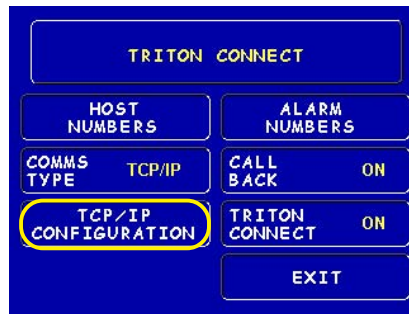 TRITON CONNECT
HOST
NUMBERS
ALARM
NUMBERS
COMMS
TYPE
TCP/IP
CALL
BACK
ON
TCP/IP
CONFIGURATION
TRITON
CONNECT
ON
EXIT